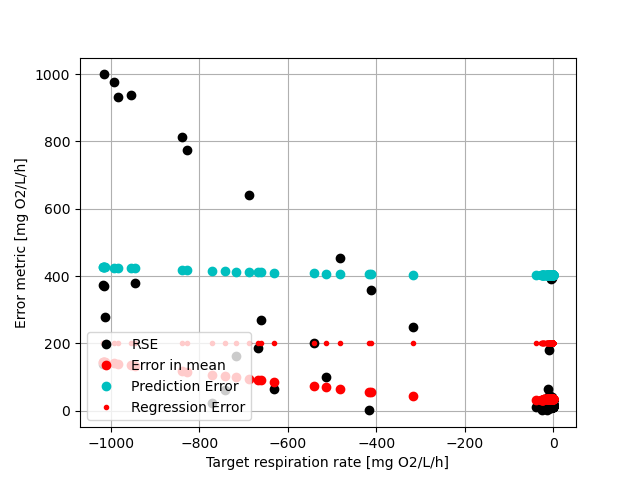 1000
800
600
400
200
0
Error metric [mg O2/L/h]
RSE
Error in mean
Prediction Error
Regression Error
−1000
−800
−600
−400
−200
0
Target respiration rate [mg O2/L/h]